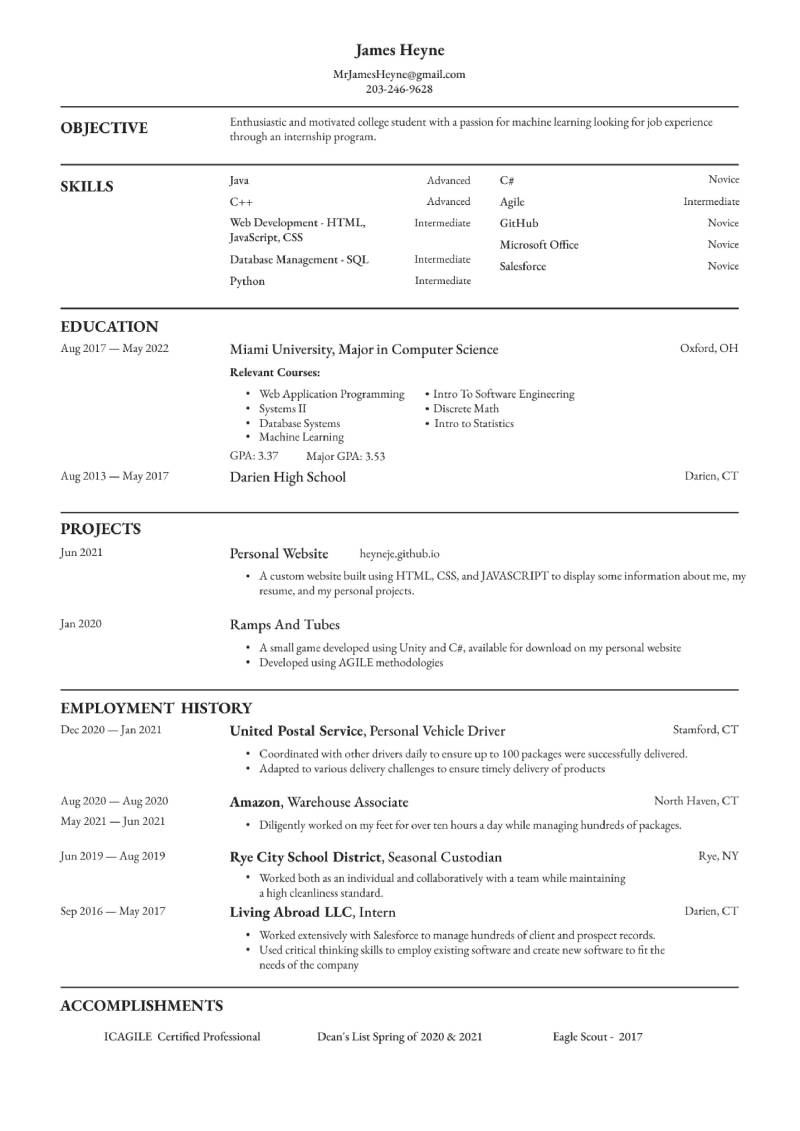 James Heyne
MrJamesHeyne@gmail.com
203-246-9628
OBJECTIVE
Enthusiastic and motivated college student with a passion for machine learning looking for job experience
through an internship program.
SKILLS
Java Advanced C# Novice
C++ Advanced Agile Intermediate
Web Development - HTML, Intermediate GitHub Novice
JavaScript, CSS Microsoft Office Novice
Database Management - SQL Intermediate Salesforce Novice
Python Intermediate
EDUCATION
Aug 2017 — May 2022 Miami University, Major in Computer Science Oxford, OH
Relevant Courses:
• Web Application Programming • Intro To Software Engineering
• Systems II • Discrete Math
• Database Systems • Intro to Statistics
• Machine Learning
GPA: 3.37 Major GPA: 3.53
Aug 2013 — May 2017 Darien High School Darien, CT
PROJECTS
Jun 2021 Personal Website heyneje.github.io
• A custom website built using HTML, CSS, and JAVASCRIPT to display some information about me, my
resume, and my personal projects.
Jan 2020 Ramps And Tubes
• A small game developed using Unity and C#, available for download on my personal website
• Developed using AGILE methodologies
EMPLOYMENT HISTORY
Dec 2020 — Jan 2021 United Postal Service, Personal Vehicle Driver Stamford, CT
• Coordinated with other drivers daily to ensure up to 100 packages were successfully delivered.
• Adapted to various delivery challenges to ensure timely delivery of products
Aug 2020 — Aug 2020 Amazon, Warehouse Associate North Haven, CT
May 2021 — Jun 2021 • Diligently worked on my feet for over ten hours a day while managing hundreds of packages.
Jun 2019 — Aug 2019 Rye City School District, Seasonal Custodian Rye, NY
• Worked both as an individual and collaboratively with a team while maintaining
a high cleanliness standard.
Sep 2016 — May 2017 Living Abroad LLC, Intern Darien, CT
• Worked extensively with Salesforce to manage hundreds of client and prospect records.
• Used critical thinking skills to employ existing software and create new software to fit the
needs of the company
ACCOMPLISHMENTS
ICAGILE Certified Professional Dean's List Spring of 2020 & 2021 Eagle Scout - 2017